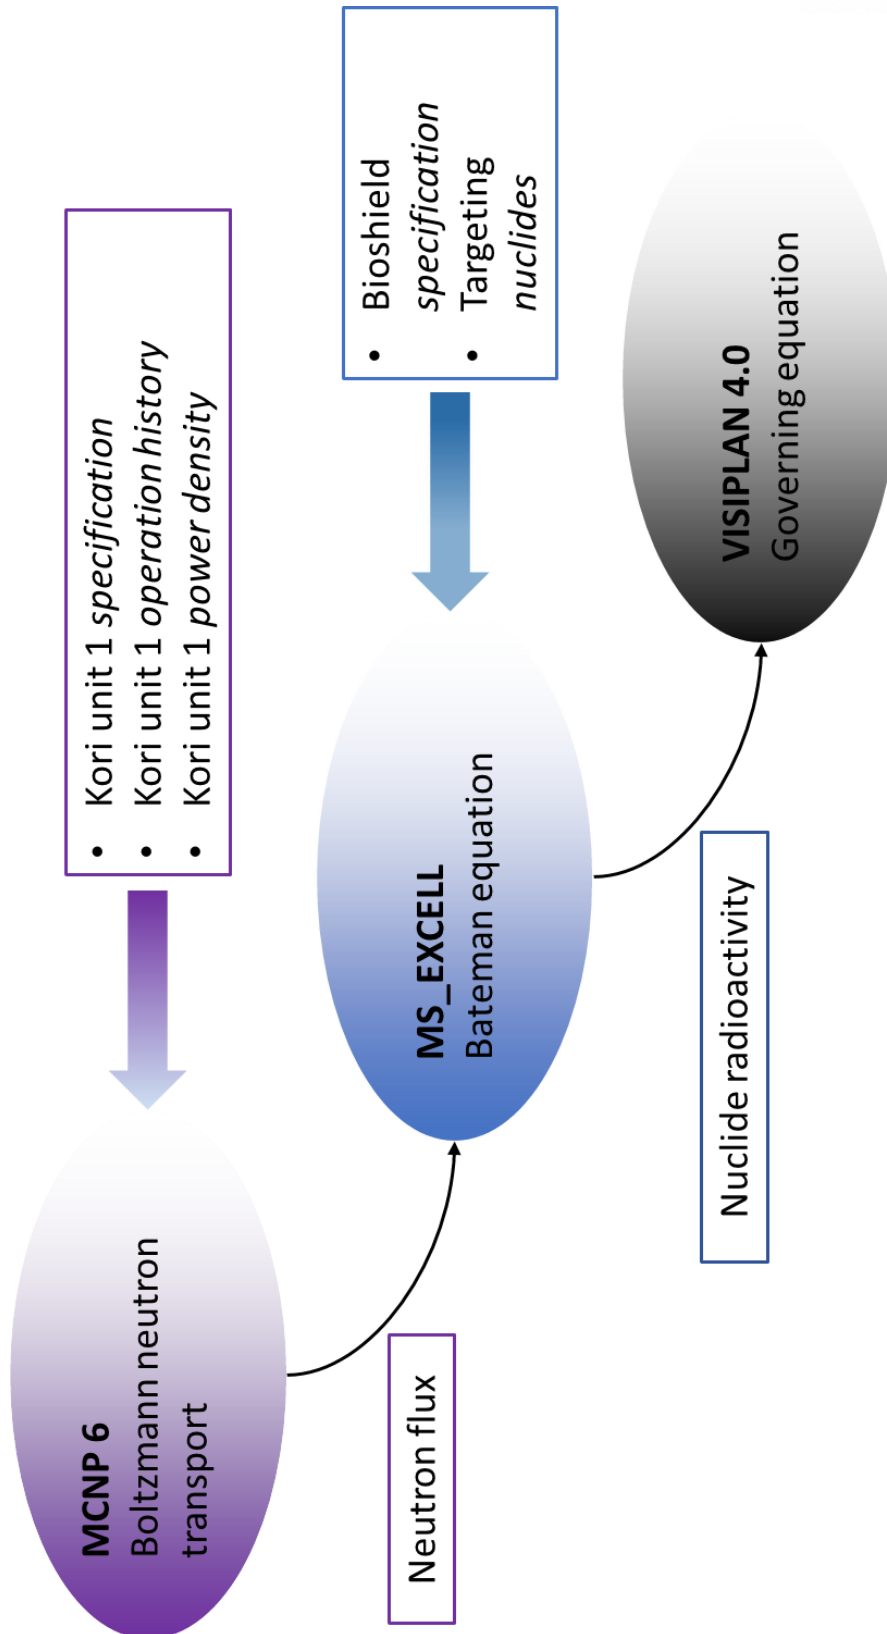 MCNP 6
Boltzmann neutron
transport
• Kori unit 1 specification
• Kori unit 1 operation history
• Kori unit 1 power density
Neutron flux
MS_EXCELL
Bateman equation
• Bioshield
specification
• Targeting
nuclides
Nuclide radioactivity
VISIPLAN 4.0
Governing equation